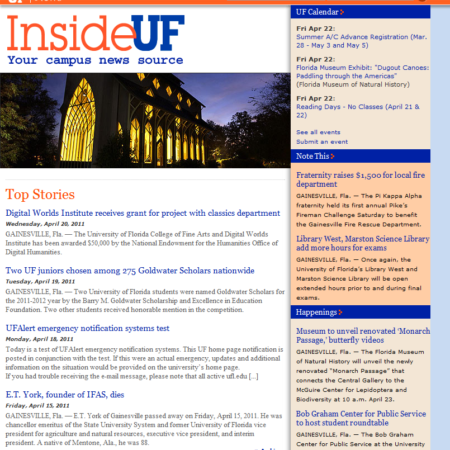 InsideUF
Your campus news source
Top Stories
Digital Worlds Institute receives grant for project with classics department
Wednesday, April 20, 2011
GAINESVILLE, Fla. — The University of Florida College of Fine Arts and Digital Worlds
Institute has been awarded $50,000 by the National Endowment for the Humanities Office of
Digital Humanities.
Two UF juniors chosen among 275 Goldwater Scholars nationwide
Tuesday, April 19, 2011
GAINESVILLE, Fla. — Two University of Florida students were named Goldwater Scholars for
the 2011-2012 year by the Barry M. Goldwater Scholarship and Excellence in Education
Foundation. Two other students received honorable mention in the competition.
UFAlert emergency notification systems test
Monday, April 18, 2011
Today is a test of UFAlert emergency notification systems. This UF home page notification is
posted in conjunction with the test. If this were an actual emergency, updates and additional
information on the situation would be provided on the university's home page.
If you had trouble receiving the e-mail message, please note that all active ufl.edu [...]
E.T. York, founder of IFAS, dies
Friday, April 15, 2011
GAINESVILLE, Fla. — E.T. York of Gainesville passed away on Friday, April 15, 2011. He was
chancellor emeritus of the State University System and former University of Florida vice
president for agriculture and natural resources, executive vice president, and interim
president. A native of Mentone, Ala., he was 88.
UF Calendar
Fri Apr 22:
Summer A/C Advance Registration (Mar.
28 - May 3 and May 5)
Fri Apr 22:
Florida Museum Exhibit: "Dugout Canoes:
Paddling through the Americas"
(Florida Museum of Natural History)
Fri Apr 22:
Reading Days - No Classes (April 21 &
22)
See all events
Submit an event
Note This
Fraternity raises $1,500 for local fire
department
GAINESVILLE, Fla. — The Pi Kappa Alpha
fraternity held its first annual Pike's
Fireman Challenge Saturday to benefit
the Gainesville Fire Rescue Department.
Library West, Marston Science Library
add more hours for exams
GAINESVILLE, Fla. — Once again, the
University of Florida's Library West and
Marston Science Library will be open
extended hours prior to and during final
exams.
Happenings
Museum to unveil renovated 'Monarch
Passage,' butterfly videos
GAINESVILLE, Fla. — The Florida Museum
of Natural History will unveil the newly
renovated "Monarch Passage" that
connects the Central Gallery to the
McGuire Center for Lepidoptera and
Biodiversity at 10 a.m. April 23.
Bob Graham Center for Public Service
to host student roundtable
GAINESVILLE, Fla. — The Bob Graham
Center for Public Service at the